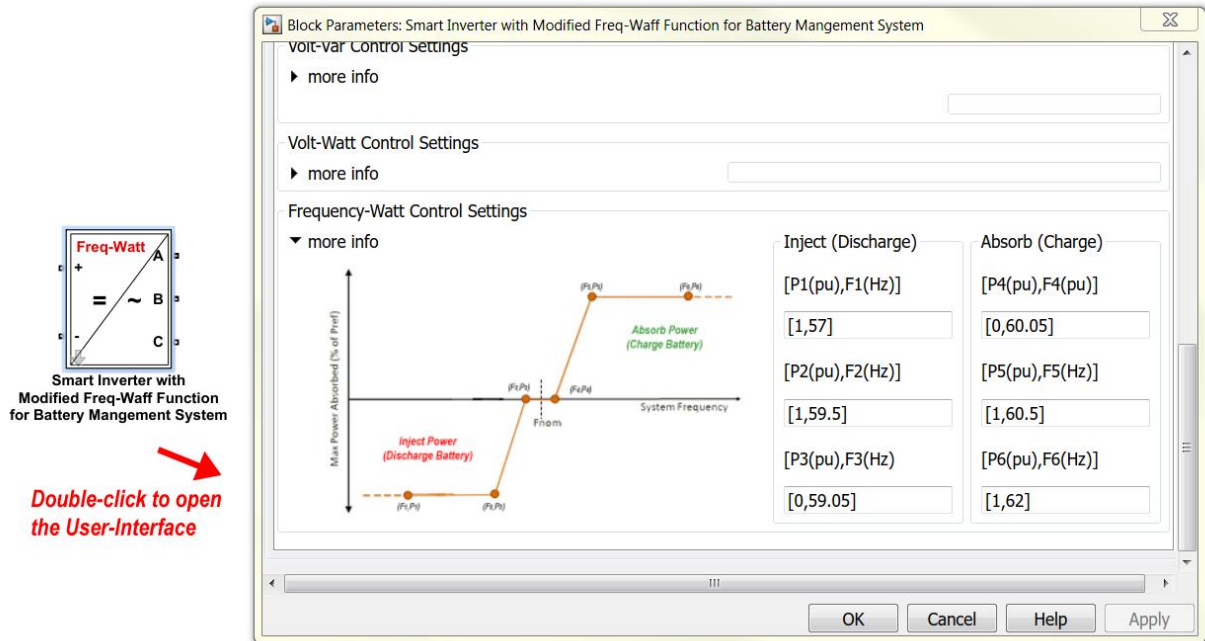 Block Parameters: Smart Inverter with Modified Freq-Waff Function for Battery Mangement System
Volt-Var Control Settings
more info
Volt-Watt Control Settings
more info
Frequency-Watt Control Settings
more info
Max Power Absorbed (% of Pref)
Absorb Power
(Charge Battery)
System Frequency
Fnom
Inject Power
(Discharge Battery)
Inject (Discharge)
[P1(pu),F1(Hz)]
[1,57]
[P2(pu),F2(Hz)]
[1,59.5]
[P3(pu),F3(Hz)
[0,59.05]
Absorb (Charge)
[P4(pu),F4(pu)]
[0,60.05]
[P5(pu),F5(Hz)]
[1,60.5]
[P6(pu),F6(Hz)]
[1,62]
OK
Cancel
Help
Apply
Freq-Watt
+
=
~
-
A
B
C
Smart Inverter with
Modified Freq-Waff Function
for Battery Mangement System
Double-click to open
the User-Interface